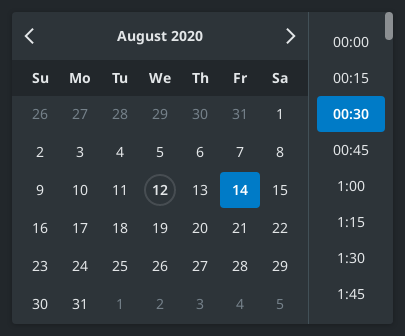 August 2020
Su Mo Tu We Th Fr Sa
26 27 28 29 30 31 1
2 3 4 5 6 7 8
9 10 11 12 13 14 15
16 17 18 19 20 21 22
23 24 25 26 27 28 29
30 31 1 2 3 4 5
00:00
00:15
00:30
00:45
1:00
1:15
1:30
1:45